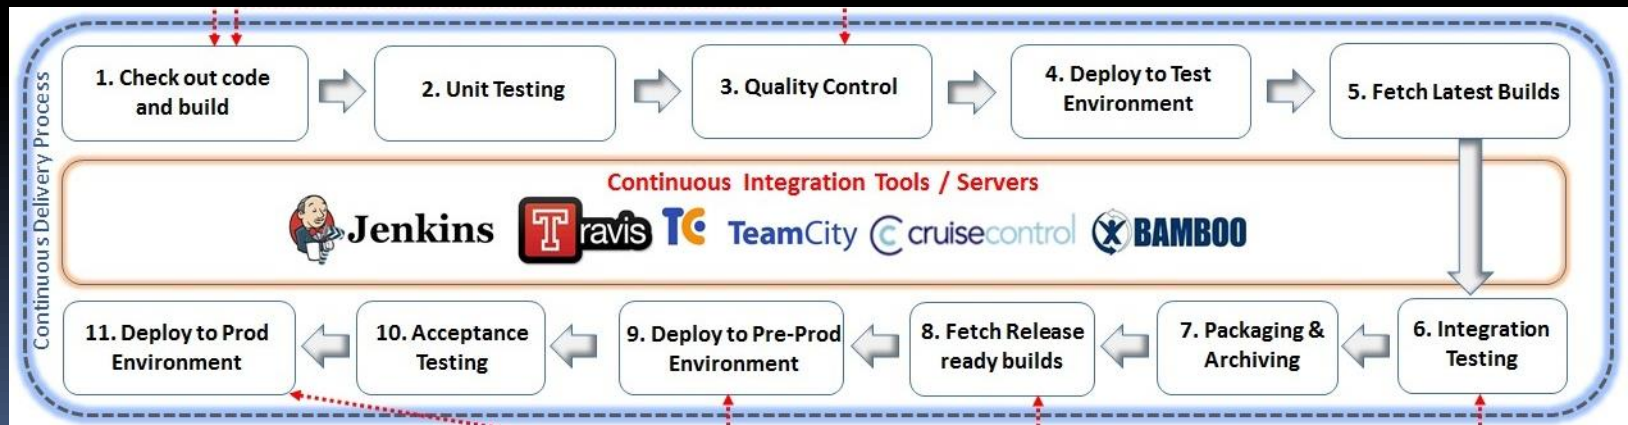 Continuous Delivery Process
1. Check out code
and build
2. Unit Testing
3. Quality Control
4. Deploy to Test
Environment
5. Fetch Latest Builds
Continuous Integration Tools / Servers
Jenkins
Travis
TC TeamCity
C cruisecontrol
BAMBOO
6. Integration
Testing
7. Packaging &
Archiving
8. Fetch Release
ready builds
9. Deploy to Pre-Prod
Environment
10. Acceptance
Testing
11. Deploy to Prod
Environment